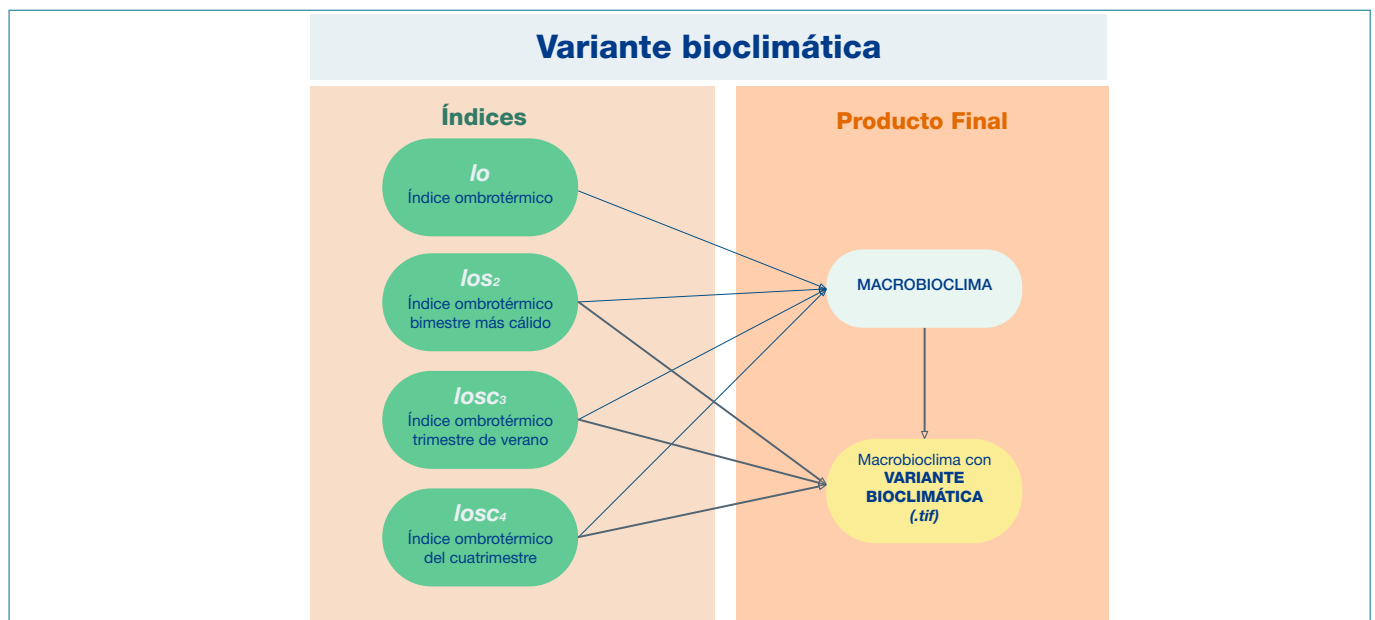 Variante bioclimática
Índices
Io
Índice ombrotérmico
Ios₂
Índice ombrotérmico
bimestre más cálido
Iosc₃
Índice ombrotérmico
trimestre de verano
Iosc₄
Índice ombrotérmico
del cuatrimestre
Producto Final
MACROBIOCLIMA
Macrobioclima con
VARIANTE
BIOCLIMÁTICA
(.tif)